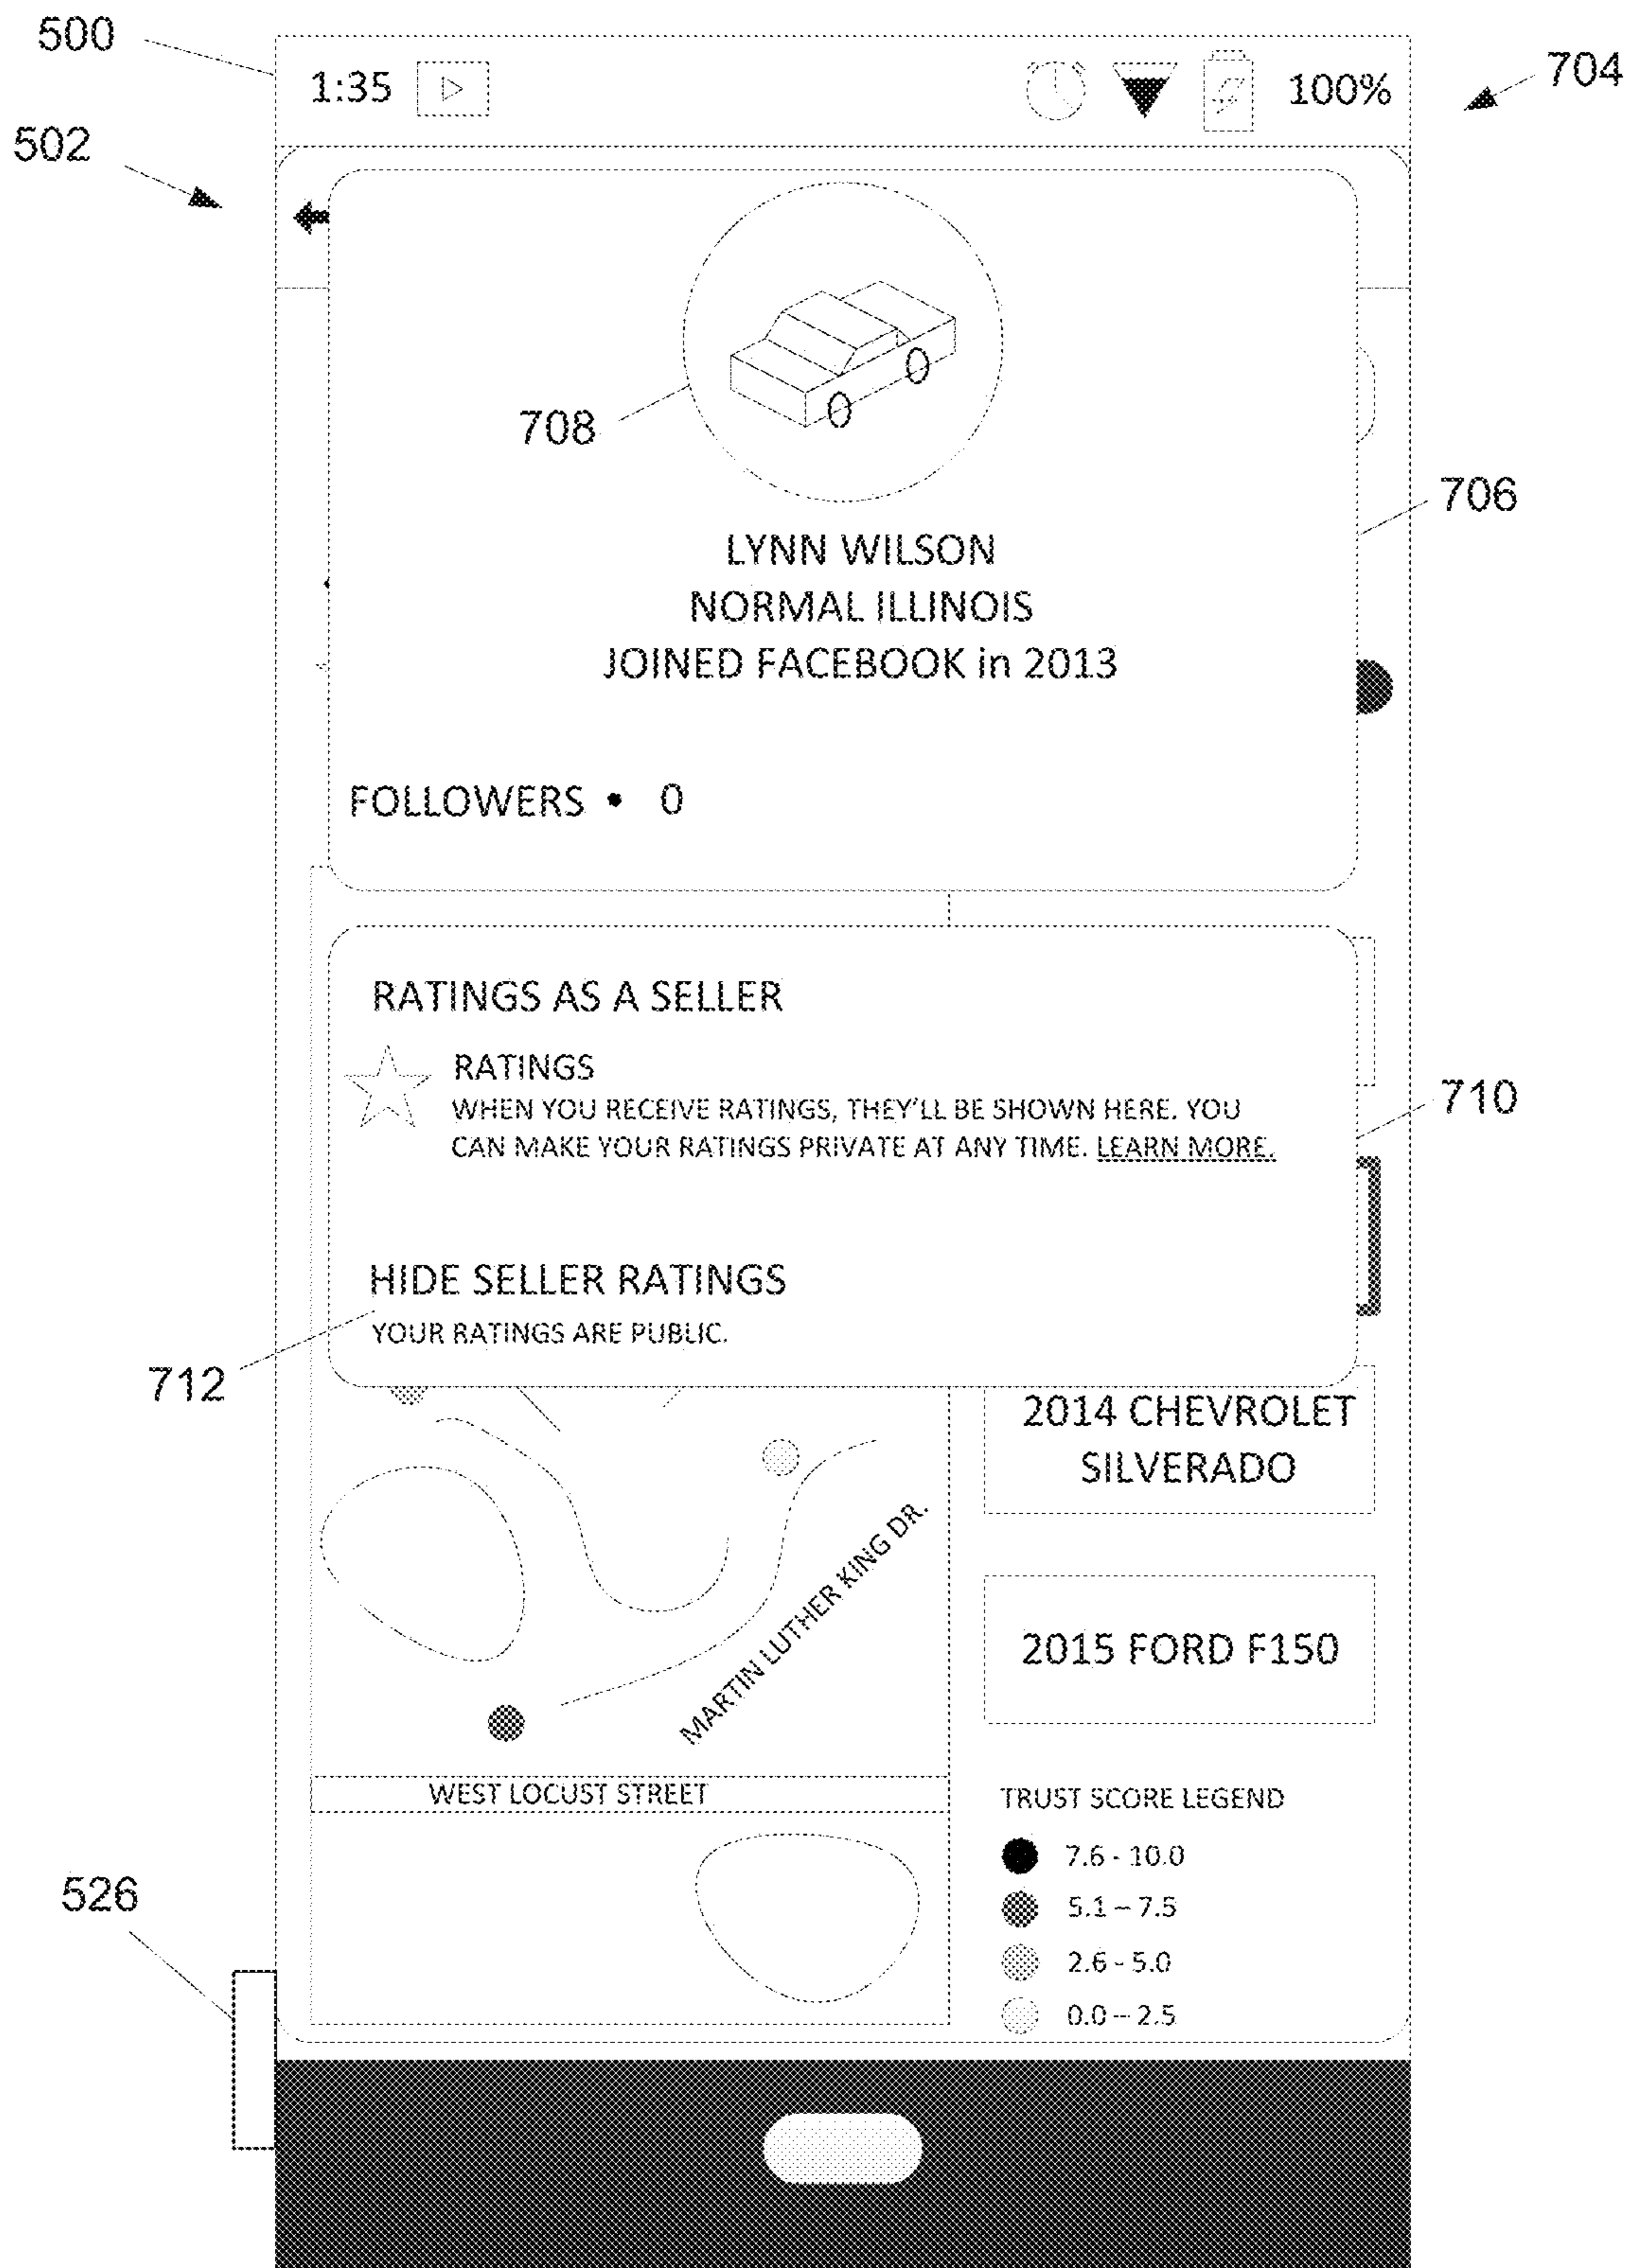 500
1:35
100%
704
502
708
706
LYNN WILSON
NORMAL ILLINOIS
JOINED FACEBOOK in 2013
FOLLOWERS • 0
RATINGS AS A SELLER
RATINGS
WHEN YOU RECEIVE RATINGS, THEY'LL BE SHOWN HERE. YOU
CAN MAKE YOUR RATINGS PRIVATE AT ANY TIME. LEARN MORE.
710
HIDE SELLER RATINGS
YOUR RATINGS ARE PUBLIC.
712
2014 CHEVROLET
SILVERADO
MARTIN LUTHER KING DR.
2015 FORD F150
WEST LOCUST STREET
TRUST SCORE LEGEND
7.6 - 10.0
5.1 – 7.5
2.6 - 5.0
0.0 – 2.5
526